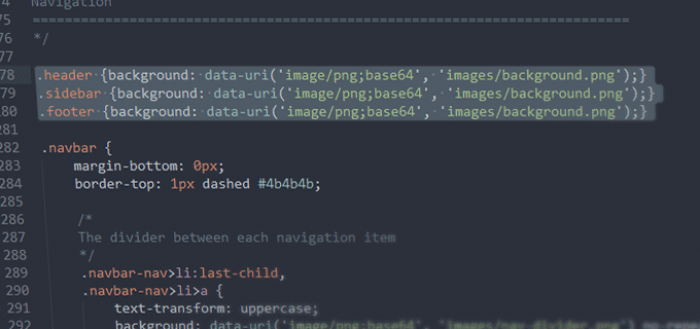 74 Navigation
75 ====================================================================
76 */
77
78 .header {background: data-uri('image/png;base64', 'images/background.png');}
79 .sidebar {background: data-uri('image/png;base64', 'images/background.png');}
280 .footer {background: data-uri('image/png;base64', 'images/background.png');}
281
282 .navbar {
283 margin-bottom: 0px;
284 border-top: 1px dashed #4b4b4b;
285
286 /*
287 The divider between each navigation item
288 */
289 .navbar-nav>li:last-child,
290 .navbar-nav>li>a {
291 text-transform: uppercase;
292 background: data-uri('image/png;base64', 'images/nav-divider.png')